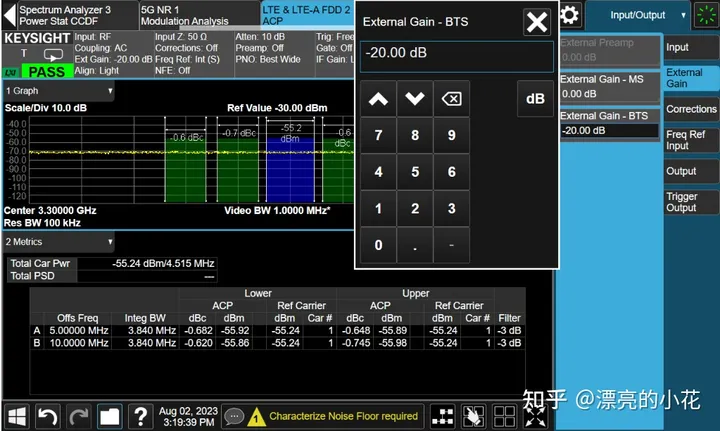 Spectrum Analyzer 3
Power Stat CCDF
5G NR 1
Modulation Analysis
LTE & LTE-A FDD 2
ACP
KEYSIGHT
T
LXI PASS
Input: RF
Coupling: AC
Ext Gain: -20.00 dB
Align: Light
Input Z: 50 Ω
Corrections: Off
Freq Ref: Int (S)
NFE: Off
Atten: 10 dB
Preamp: Off
PNO: Best Wide
Trig: Free
Gate: Off
IF Gain: L
1 Graph
Scale/Div 10.0 dB
Ref Value -30.00 dBm
-40.0
-50.0
-60.0
-70.0
-80.0
-90.0
-100
-110
-120
-0.6 dBc
-0.7 dBc
-55.2
dBm
-0.6
dBc
Center 3.30000 GHz
Video BW 1.0000 MHz*
Res BW 100 kHz
2 Metrics
Total Car Pwr -55.24 dBm/4.515 MHz
Total PSD ---
Lower Upper
ACP Ref Carrier ACP Ref Carrier
Offs Freq Integ BW dBc dBm dBm Car # dBc dBm dBm Car # Filter
A 5.00000 MHz 3.840 MHz -0.682 -55.92 -55.24 1 -0.648 -55.89 -55.24 1 -3 dB
B 10.0000 MHz 3.840 MHz -0.620 -55.86 -55.24 1 -0.745 -55.98 -55.24 1 -3 dB
External Gain - BTS
-20.00 dB
dB
7 8 9
4 5 6
1 2 3
0 . -
Input/Output
External Preamp
0.00 dB
External Gain - MS
0.00 dB
External Gain - BTS
-20.00 dB
Input
External
Gain
Corrections
Freq Ref
Input
Output
Trigger
Output
?
Aug 02, 2023
3:19:39 PM
Characterize Noise Floor required
知乎 @漂亮的小花